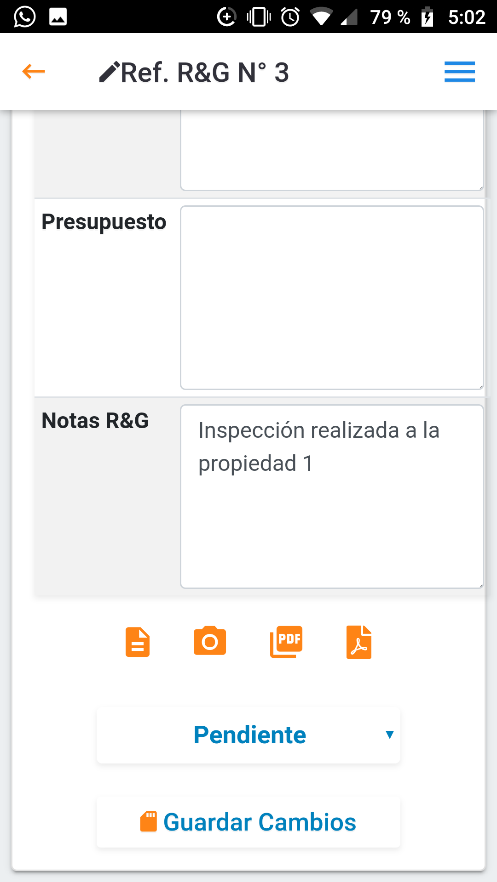 79 % 5:02
Ref. R&G N° 3
Presupuesto
Notas R&G
Inspección realizada a la
propiedad 1
PDF
Pendiente
Guardar Cambios